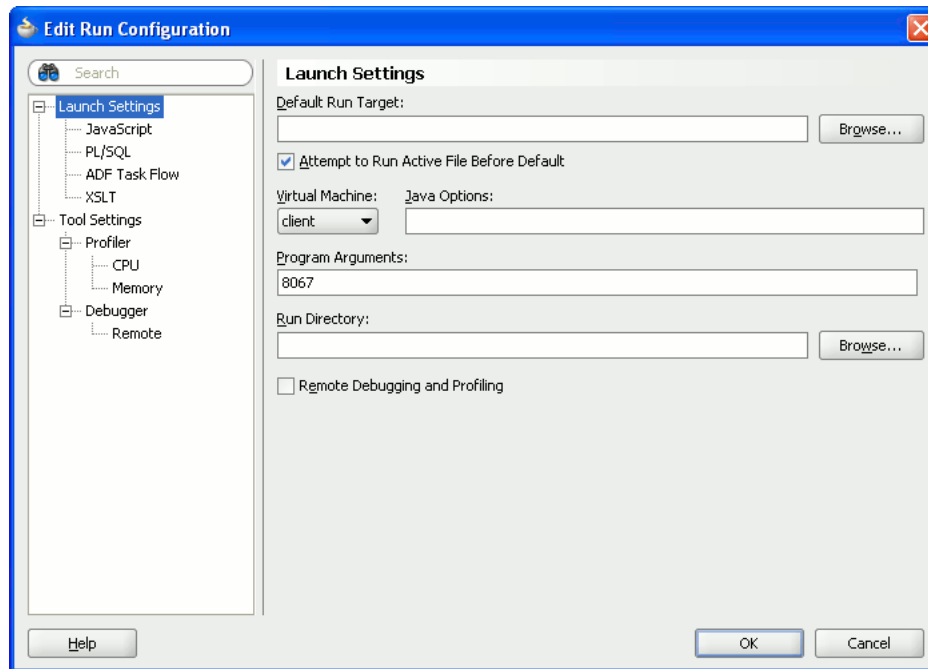 Edit Run Configuration
Search
Launch Settings
JavaScript
PL/SQL
ADF Task Flow
XSLT
Tool Settings
Profiler
CPU
Memory
Debugger
Remote
Launch Settings
Default Run Target:
Browse...
Attempt to Run Active File Before Default
Virtual Machine: Java Options:
client
Program Arguments:
8067
Run Directory:
Browse...
Remote Debugging and Profiling
Help OK Cancel